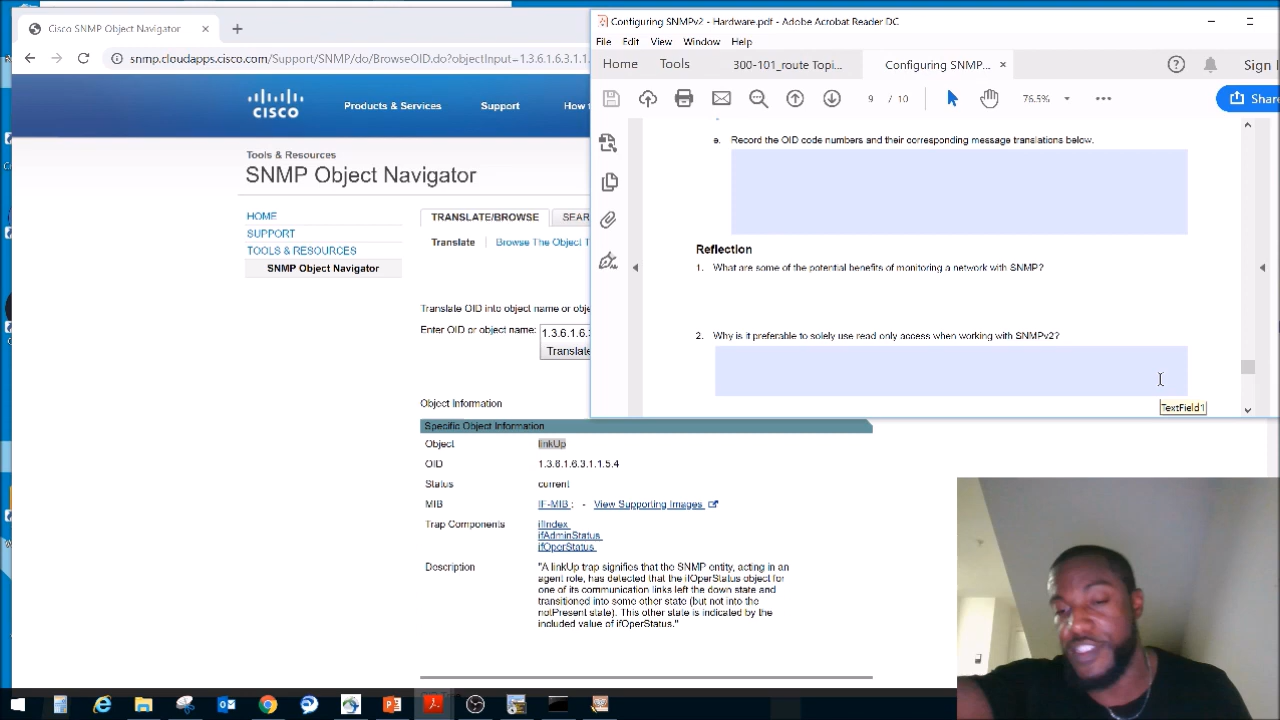 Cisco SNMP Object Navigator
snmp.cloudapps.cisco.com/Support/SNMP/do/BrowseOID.do?objectInput=1.3.6.1.6.3.1.1.
CISCO
Products & Services
Support
How
Tools & Resources
SNMP Object Navigator
HOME
SUPPORT
TOOLS & RESOURCES
SNMP Object Navigator
TRANSLATE/BROWSE
SEAR
Translate
Browse The Object T
Translate OID into object name or obje
Enter OID or object name:
1.3.6.1.6.
Translate
Object Information
Specific Object Information
Object linkUp
OID 1.3.6.1.6.3.1.1.5.4
Status current
MIB IF-MIB ; - View Supporting Images
Trap Components ifIndex
ifAdminStatus
ifOperStatus
Description "A linkUp trap signifies that the SNMP entity, acting in an
agent role, has detected that the ifOperStatus object for
one of its communication links left the down state and
transitioned into some other state (but not into the
notPresent state). This other state is indicated by the
included value of ifOperStatus."
Configuring SNMPv2 - Hardware.pdf - Adobe Acrobat Reader DC
File Edit View Window Help
Home Tools 300-101_route Topi... Configuring SNMP... × Sign I
9 / 10 76.5% Share
e. Record the OID code numbers and their corresponding message translations below.
Reflection
1. What are some of the potential benefits of monitoring a network with SNMP?
2. Why is it preferable to solely use read only access when working with SNMPv2?
TextField1